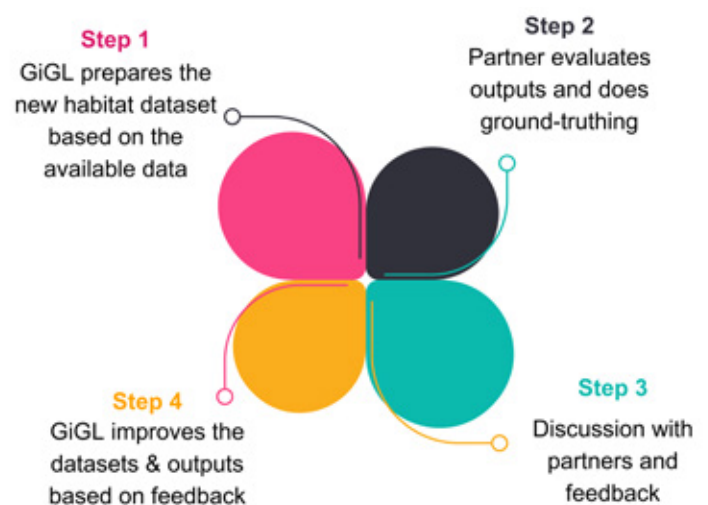 Step 1
GiGL prepares the
new habitat dataset
based on the
available data
Step 2
Partner evaluates
outputs and does
ground-truthing
Step 3
Discussion with
partners and
feedback
Step 4
GiGL improves the
datasets & outputs
based on feedback